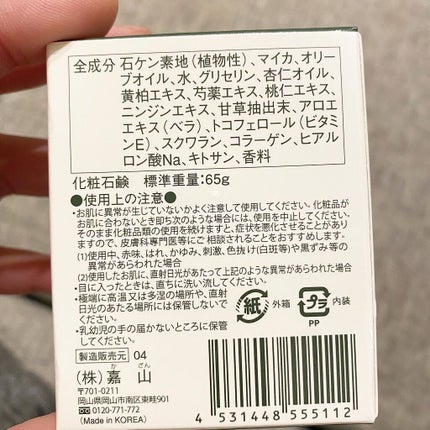 全成分 石ケン素地(植物性)、マイカ、オリー
ブオイル、水、グリセリン、杏仁オイル、
黄柏エキス、芍薬エキス、桃仁エキス、
ニンジンエキス、甘草抽出末、アロエ
エキス(ベラ)、トコフェロール(ビタミ
ンE)、スクワラン、コラーゲン、ヒアル
ロン酸Na、キトサン、香料
化粧石鹸 標準重量:65g
●使用上の注意●
・お肌に異常が生じていないかよく注意して使用してください。化粧品が
お肌に合わないとき即ち次のような場合には、使用を中止してください。
そのまま化粧品類の使用を続けますと、症状を悪化させることがあり
ますので、皮膚科専門医等にご相談されることをおすすめします。
(1)使用中、赤味、はれ、かゆみ、刺激、色抜け(白斑等)や黒ずみ等の
異常があらわれた場合
(2)使用したお肌に、直射日光があたって上記のような異常があらわれた場合
・目に入ったときは、直ちに洗い流してください。
・極端に高温又は多湿の場所や、直射
日光のあたる場所には保管しないで
ください。
・乳幼児の手の届かないところに保管
してください。
紙 外箱
プラ 内装
PP
製造販売元 04
か ざん
(株)嘉 山
〒701-0211
岡山県岡山市南区東畦901
0120-771-772
(Made in KOREA)
4 531448 555112